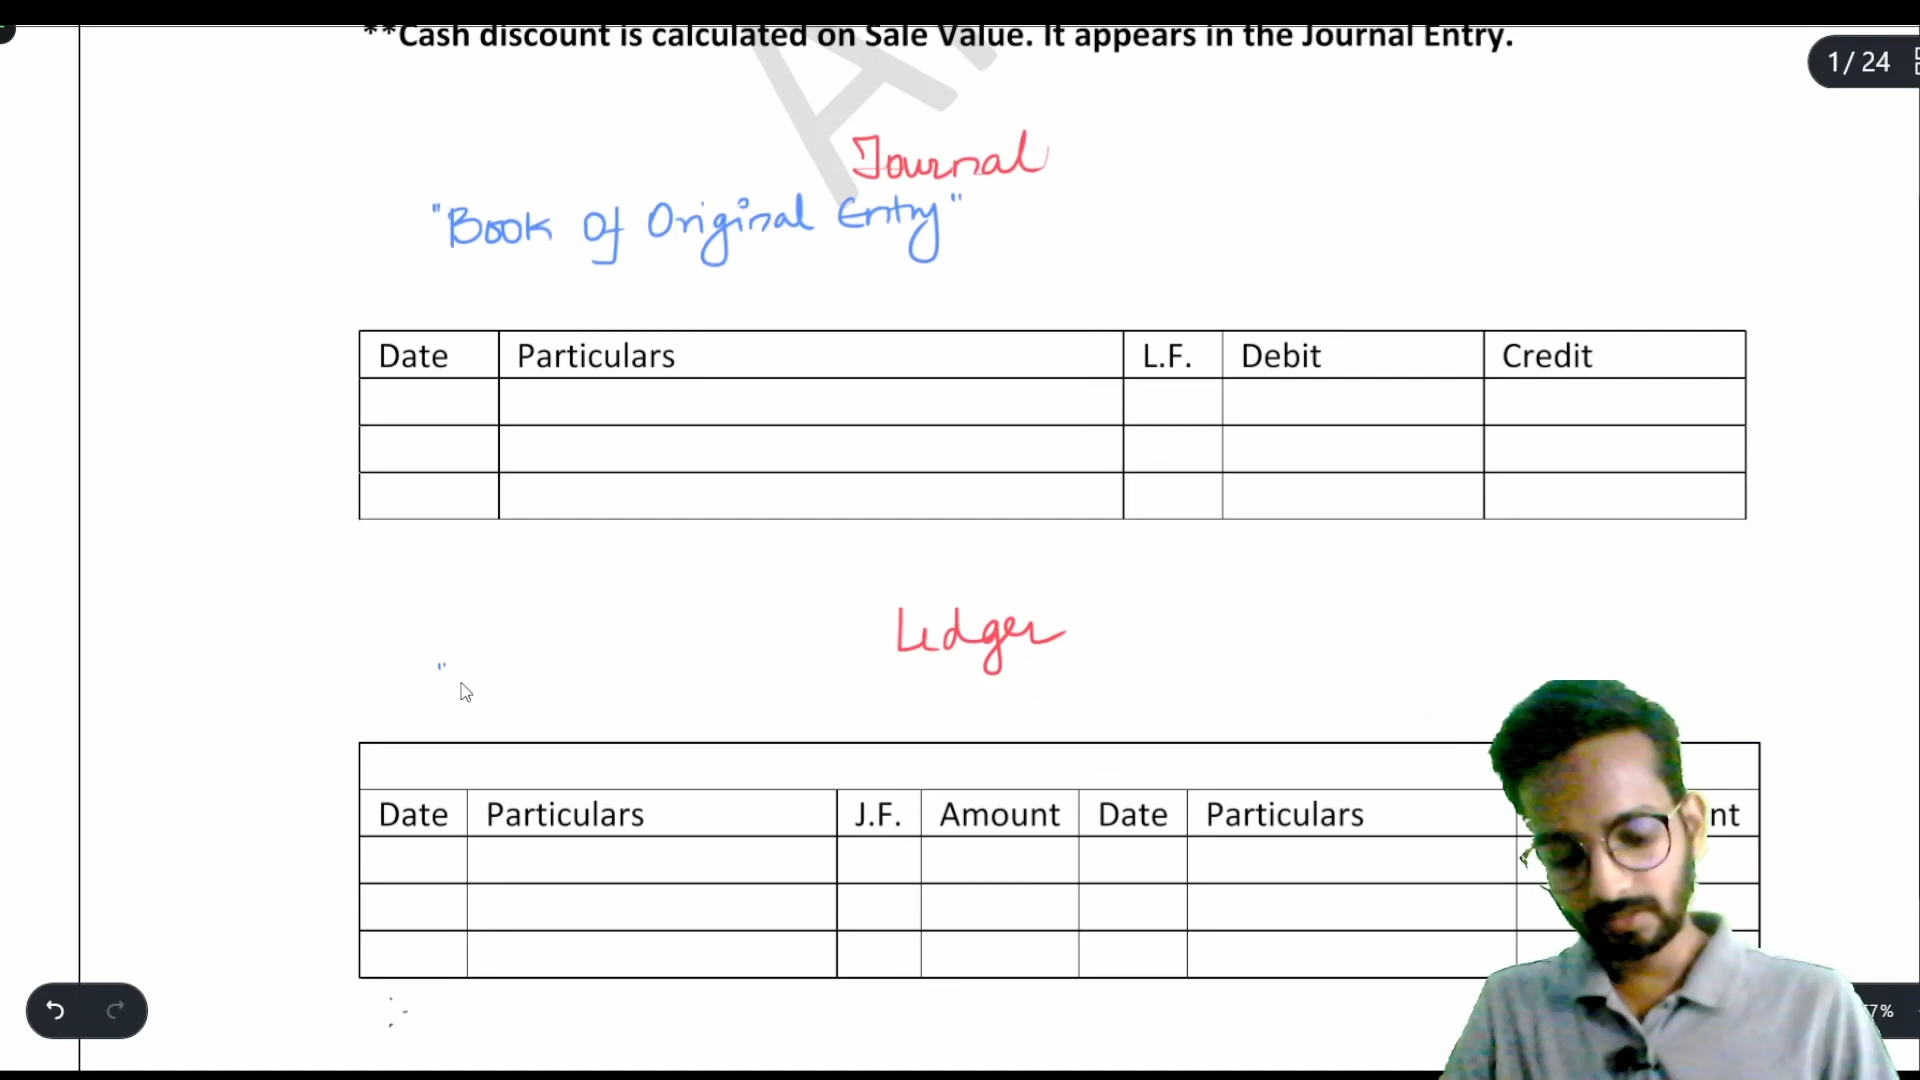 **Cash discount is calculated on Sale Value. It appears in the Journal Entry.
1/ 24
Journal
"Book Of Original Entry"
Date Particulars L.F. Debit Credit
Ledger
"
Date Particulars J.F. Amount Date Particulars nt
7%